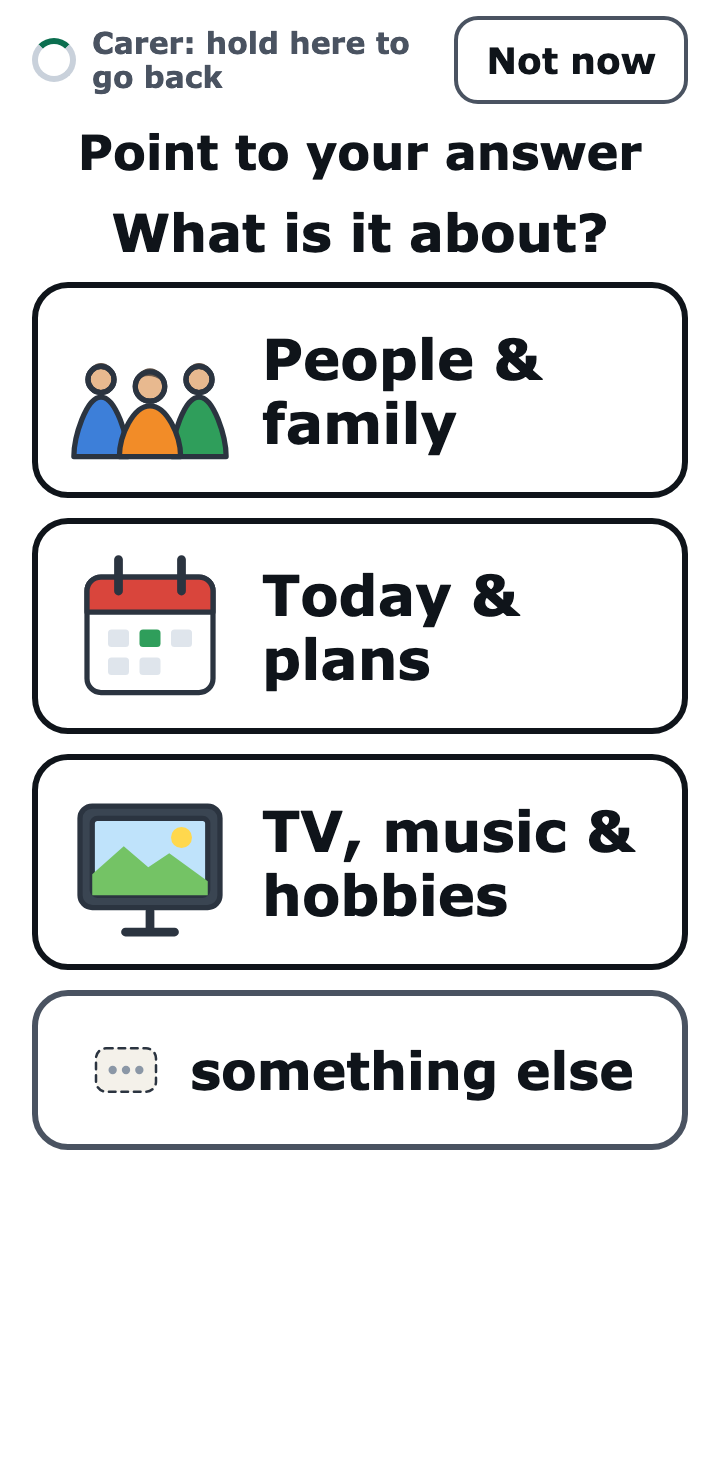 Carer: hold here to
go back
Not now
Point to your answer
What is it about?
People &
family
Today &
plans
TV, music &
hobbies
something else